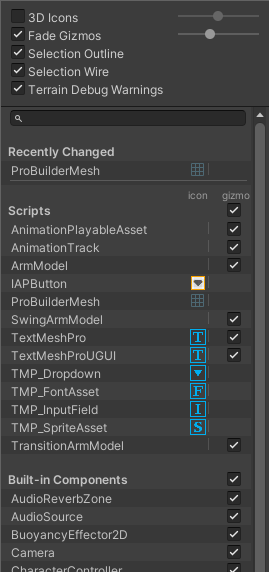 3D Icons
Fade Gizmos
Selection Outline
Selection Wire
Terrain Debug Warnings
Recently Changed
ProBuilderMesh
icon gizmo
Scripts
AnimationPlayableAsset
AnimationTrack
ArmModel
IAPButton
ProBuilderMesh
SwingArmModel
TextMeshPro T
TextMeshProUGUI T
TMP_Dropdown
TMP_FontAsset F
TMP_InputField I
TMP_SpriteAsset S
TransitionArmModel
Built-in Components
AudioReverbZone
AudioSource
BuoyancyEffector2D
Camera
CharacterController